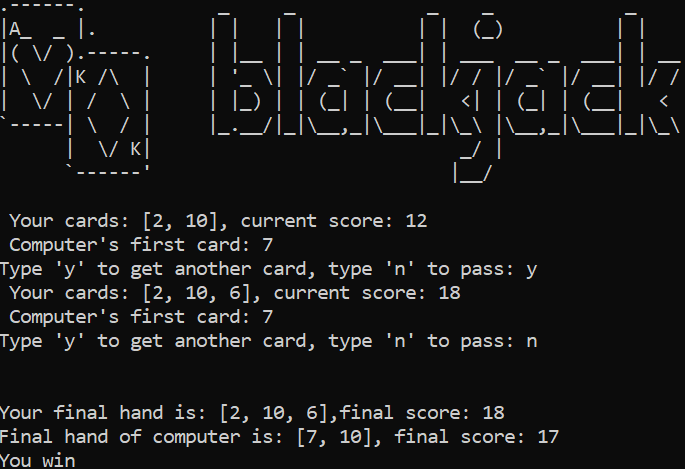 blackjack
A
K
K
Your cards: [2, 10], current score: 12
Computer's first card: 7
Type 'y' to get another card, type 'n' to pass: y
Your cards: [2, 10, 6], current score: 18
Computer's first card: 7
Type 'y' to get another card, type 'n' to pass: n
Your final hand is: [2, 10, 6],final score: 18
Final hand of computer is: [7, 10], final score: 17
You win